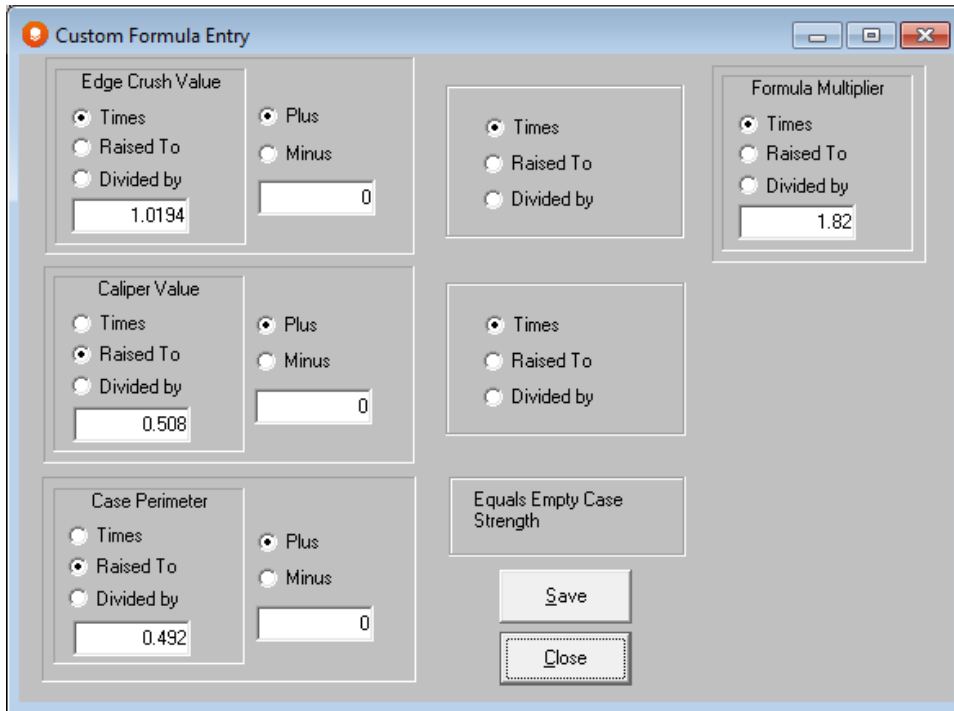 Custom Formula Entry
Edge Crush Value
Times
Raised To
Divided by
1.0194
Plus
Minus
0
Times
Raised To
Divided by
Formula Multiplier
Times
Raised To
Divided by
1.82
Caliper Value
Times
Raised To
Divided by
0.508
Plus
Minus
0
Times
Raised To
Divided by
Case Perimeter
Times
Raised To
Divided by
0.492
Plus
Minus
0
Equals Empty Case
Strength
Save
Close